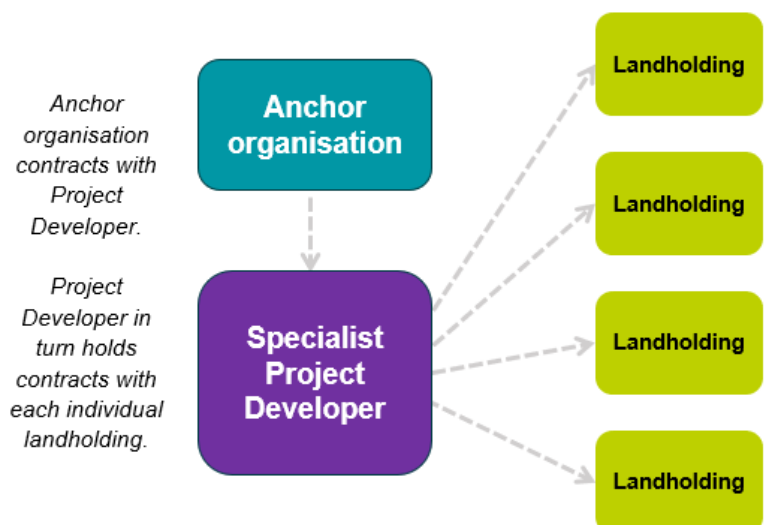 Anchor
organisation
contracts with
Project
Developer.
Project
Developer in
turn holds
contracts with
each individual
landholding.
Anchor
organisation
Specialist
Project
Developer
Landholding
Landholding
Landholding
Landholding